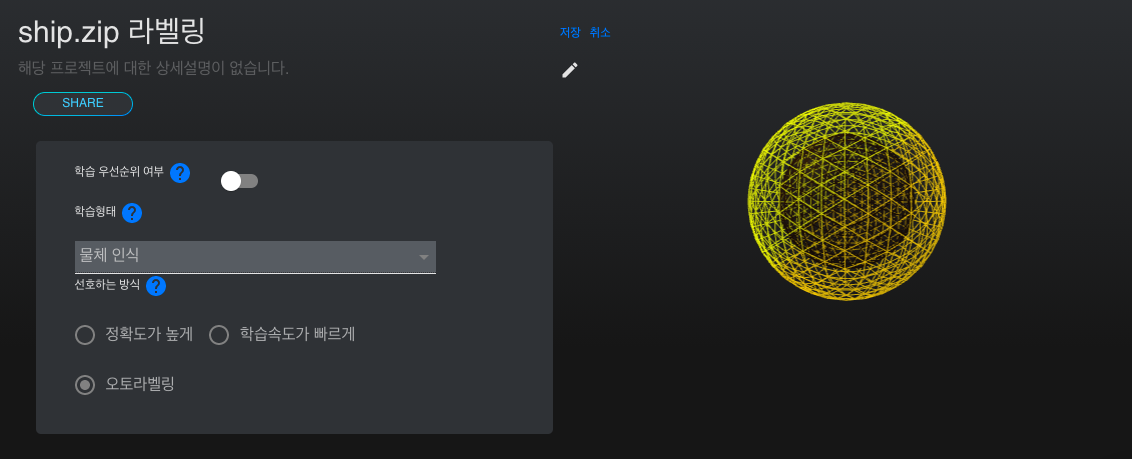 ship.zip 라벨링
저장 취소
해당 프로젝트에 대한 상세설명이 없습니다.
SHARE
학습 우선순위 여부 ?
학습형태 ?
물체 인식
선호하는 방식 ?
정확도가 높게 학습속도가 빠르게
오토라벨링